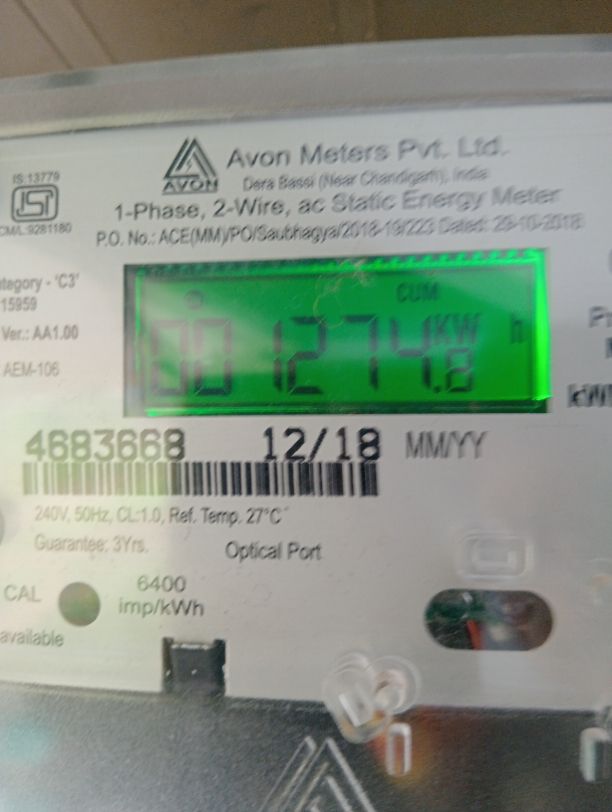 Avon Meters Pvt. Ltd.
AVON
Dera Bassi (Near Chandigarh), India
IS:13779
ISI
CM/L:9281180
1-Phase, 2-Wire, ac Static Energy Meter
P.O. No.: ACE(MM)/PO/Saubhagya/2018-19/223 Dated: 29-10-2018
ategory - 'C3'
15959
Ver.: AA1.00
AEM-106
CUM
001274.8 KW h
kWh
4683668 12/18 MM/YY
240V, 50Hz, CL:1.0, Ref. Temp. 27°C
Guarantee: 3Yrs.
Optical Port
CAL
6400
imp/kWh
available